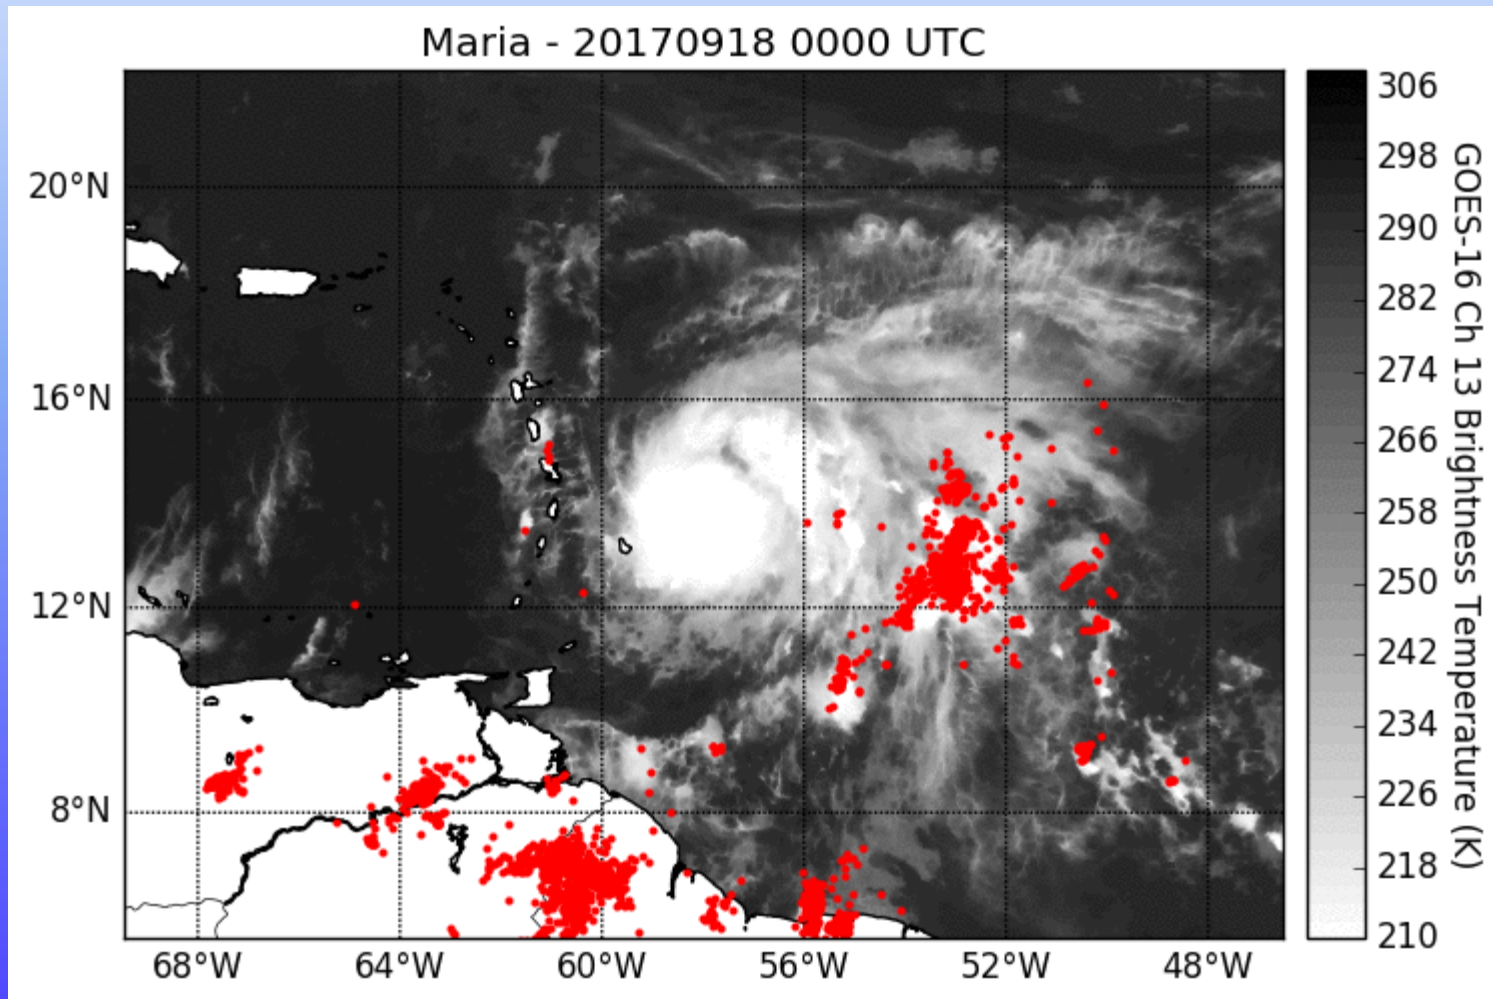 Maria - 20170918 0000 UTC
20°N
16°N
12°N
8°N
68°W 64°W 60°W 56°W 52°W 48°W
306
298
290
282
274
266
258
250
242
234
226
218
210
GOES-16 Ch 13 Brightness Temperature (K)